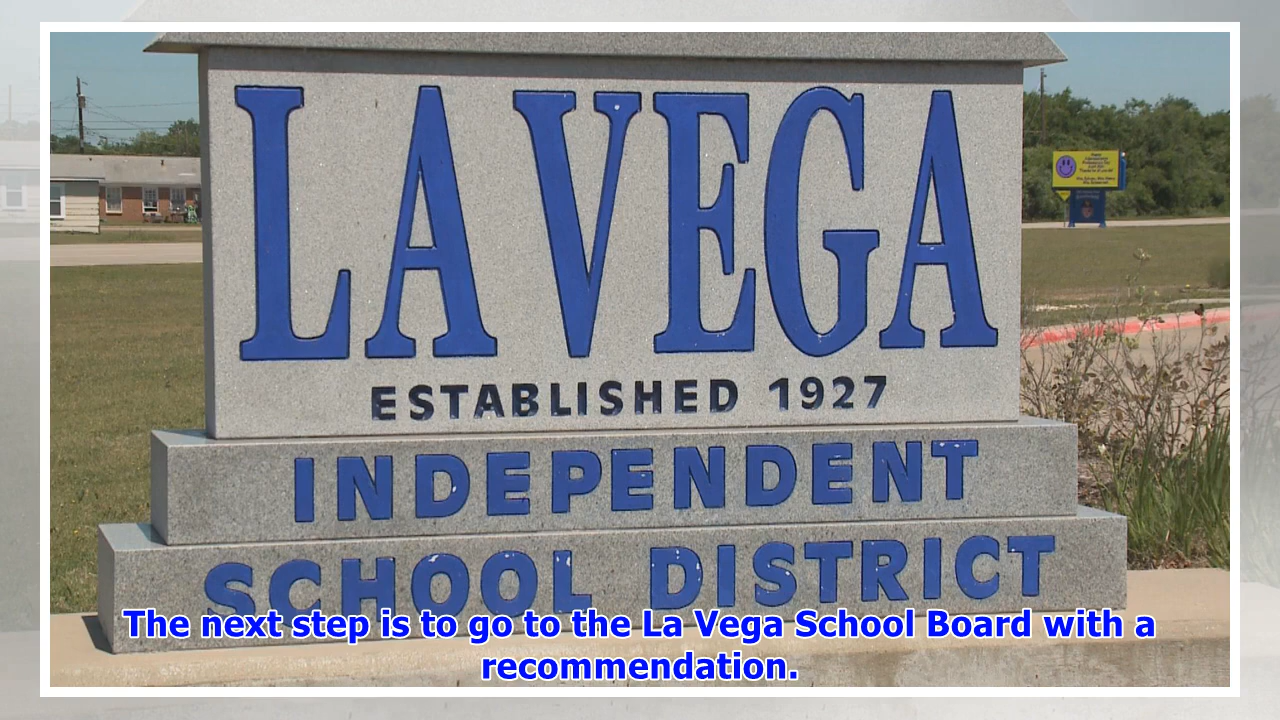 LA VEGA
ESTABLISHED 1927
INDEPENDENT
SCHOOL DISTRICT
The next step is to go to the La Vega School Board with a
recommendation.